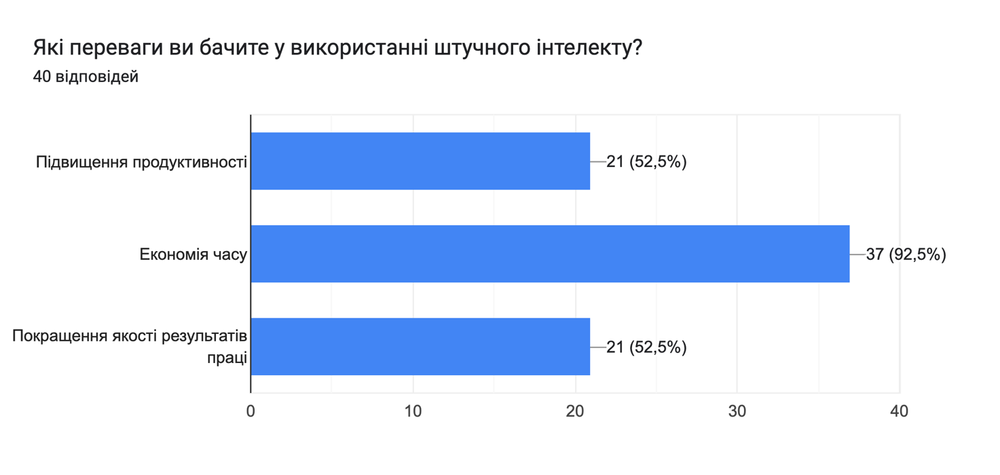 Які переваги ви бачите у використанні штучного інтелекту?
40 відповідей
Підвищення продуктивності
21 (52,5%)
Економія часу
37 (92,5%)
Покращення якості результатів
праці
21 (52,5%)
0
10
20
30
40